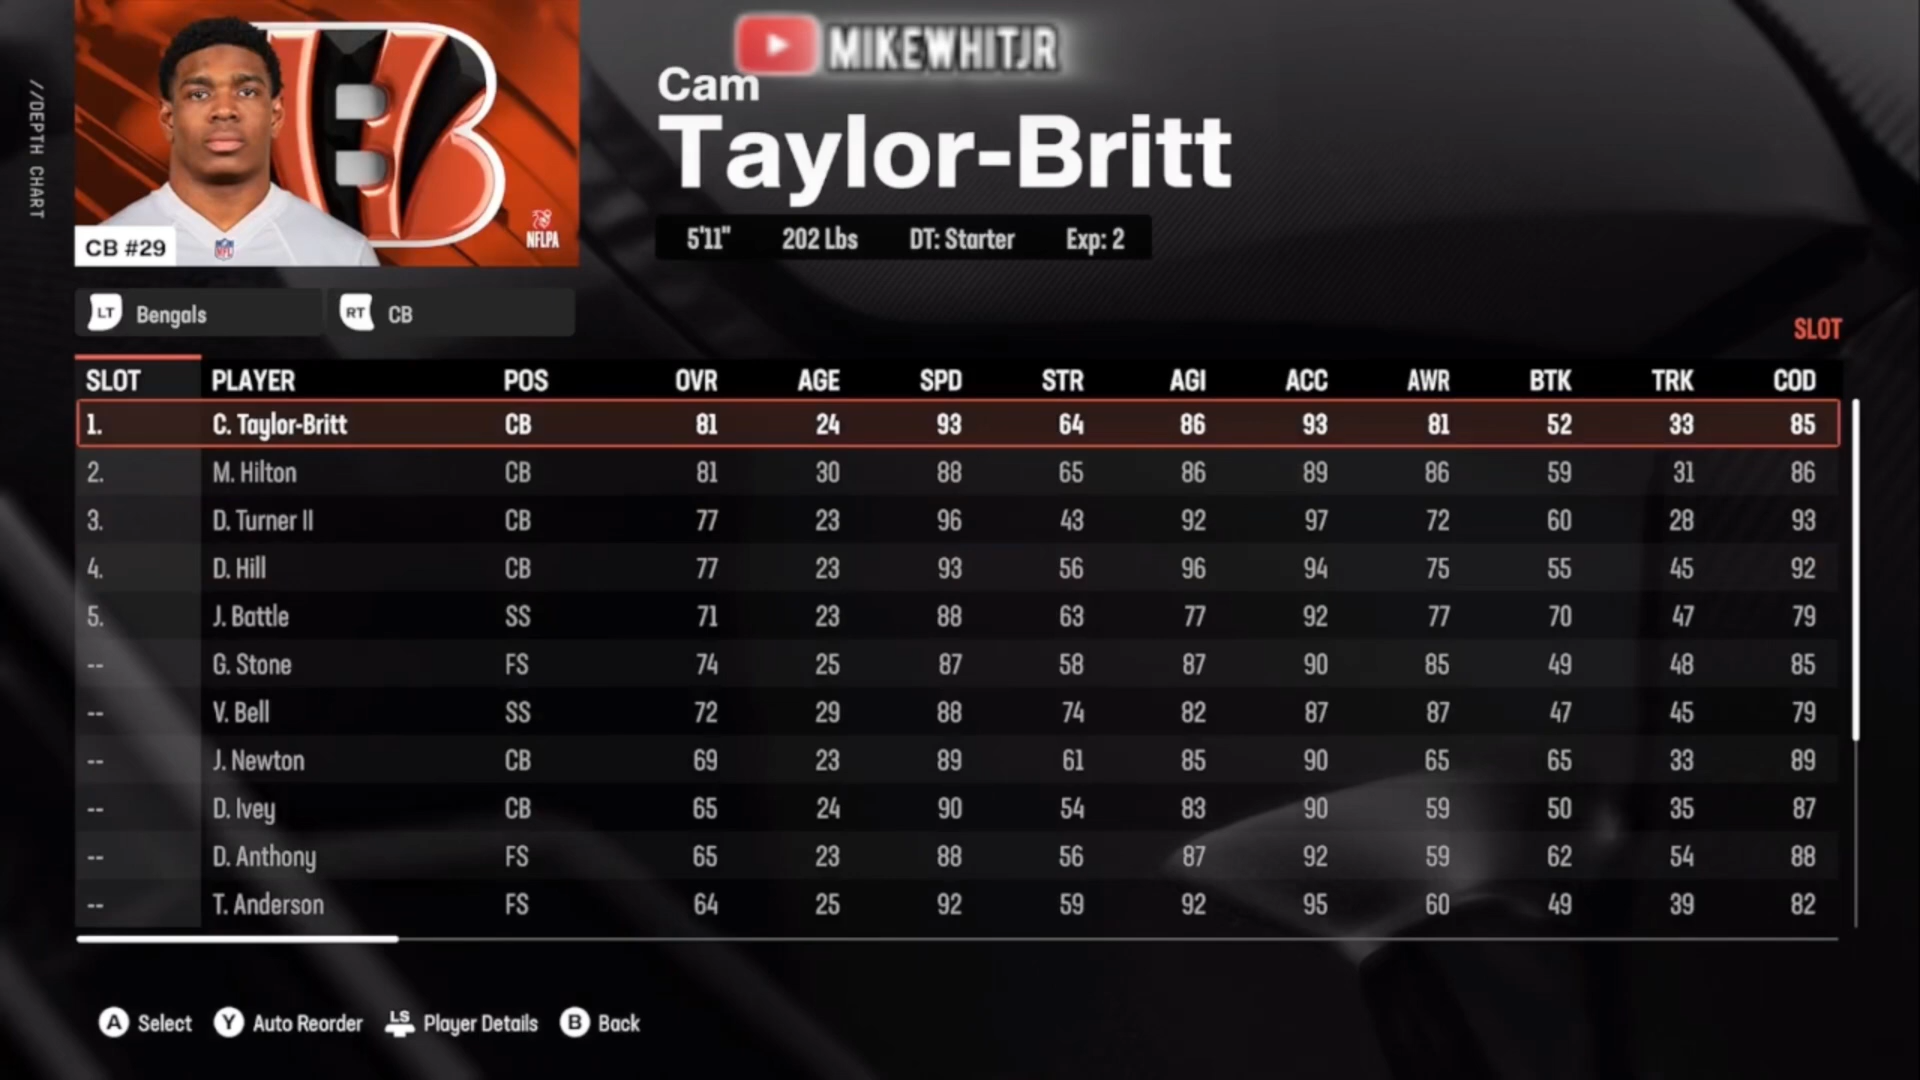 //DEPTH CHART
MIKEWHITJR
Cam
Taylor-Britt
CB #29
NFLPA
5'11" 202 Lbs DT: Starter Exp: 2
LT Bengals RT CB
SLOT
SLOT PLAYER POS OVR AGE SPD STR AGI ACC AWR BTK TRK COD
1. C. Taylor-Britt CB 81 24 93 64 86 93 81 52 33 85
2. M. Hilton CB 81 30 88 65 86 89 86 59 31 86
3. D. Turner II CB 77 23 96 43 92 97 72 60 28 93
4. D. Hill CB 77 23 93 56 96 94 75 55 45 92
5. J. Battle SS 71 23 88 63 77 92 77 70 47 79
-- G. Stone FS 74 25 87 58 87 90 85 49 48 85
-- V. Bell SS 72 29 88 74 82 87 87 47 45 79
-- J. Newton CB 69 23 89 61 85 90 65 65 33 89
-- D. Ivey CB 65 24 90 54 83 90 59 50 35 87
-- D. Anthony FS 65 23 88 56 87 92 59 62 54 88
-- T. Anderson FS 64 25 92 59 92 95 60 49 39 82
A Select Y Auto Reorder LS Player Details B Back